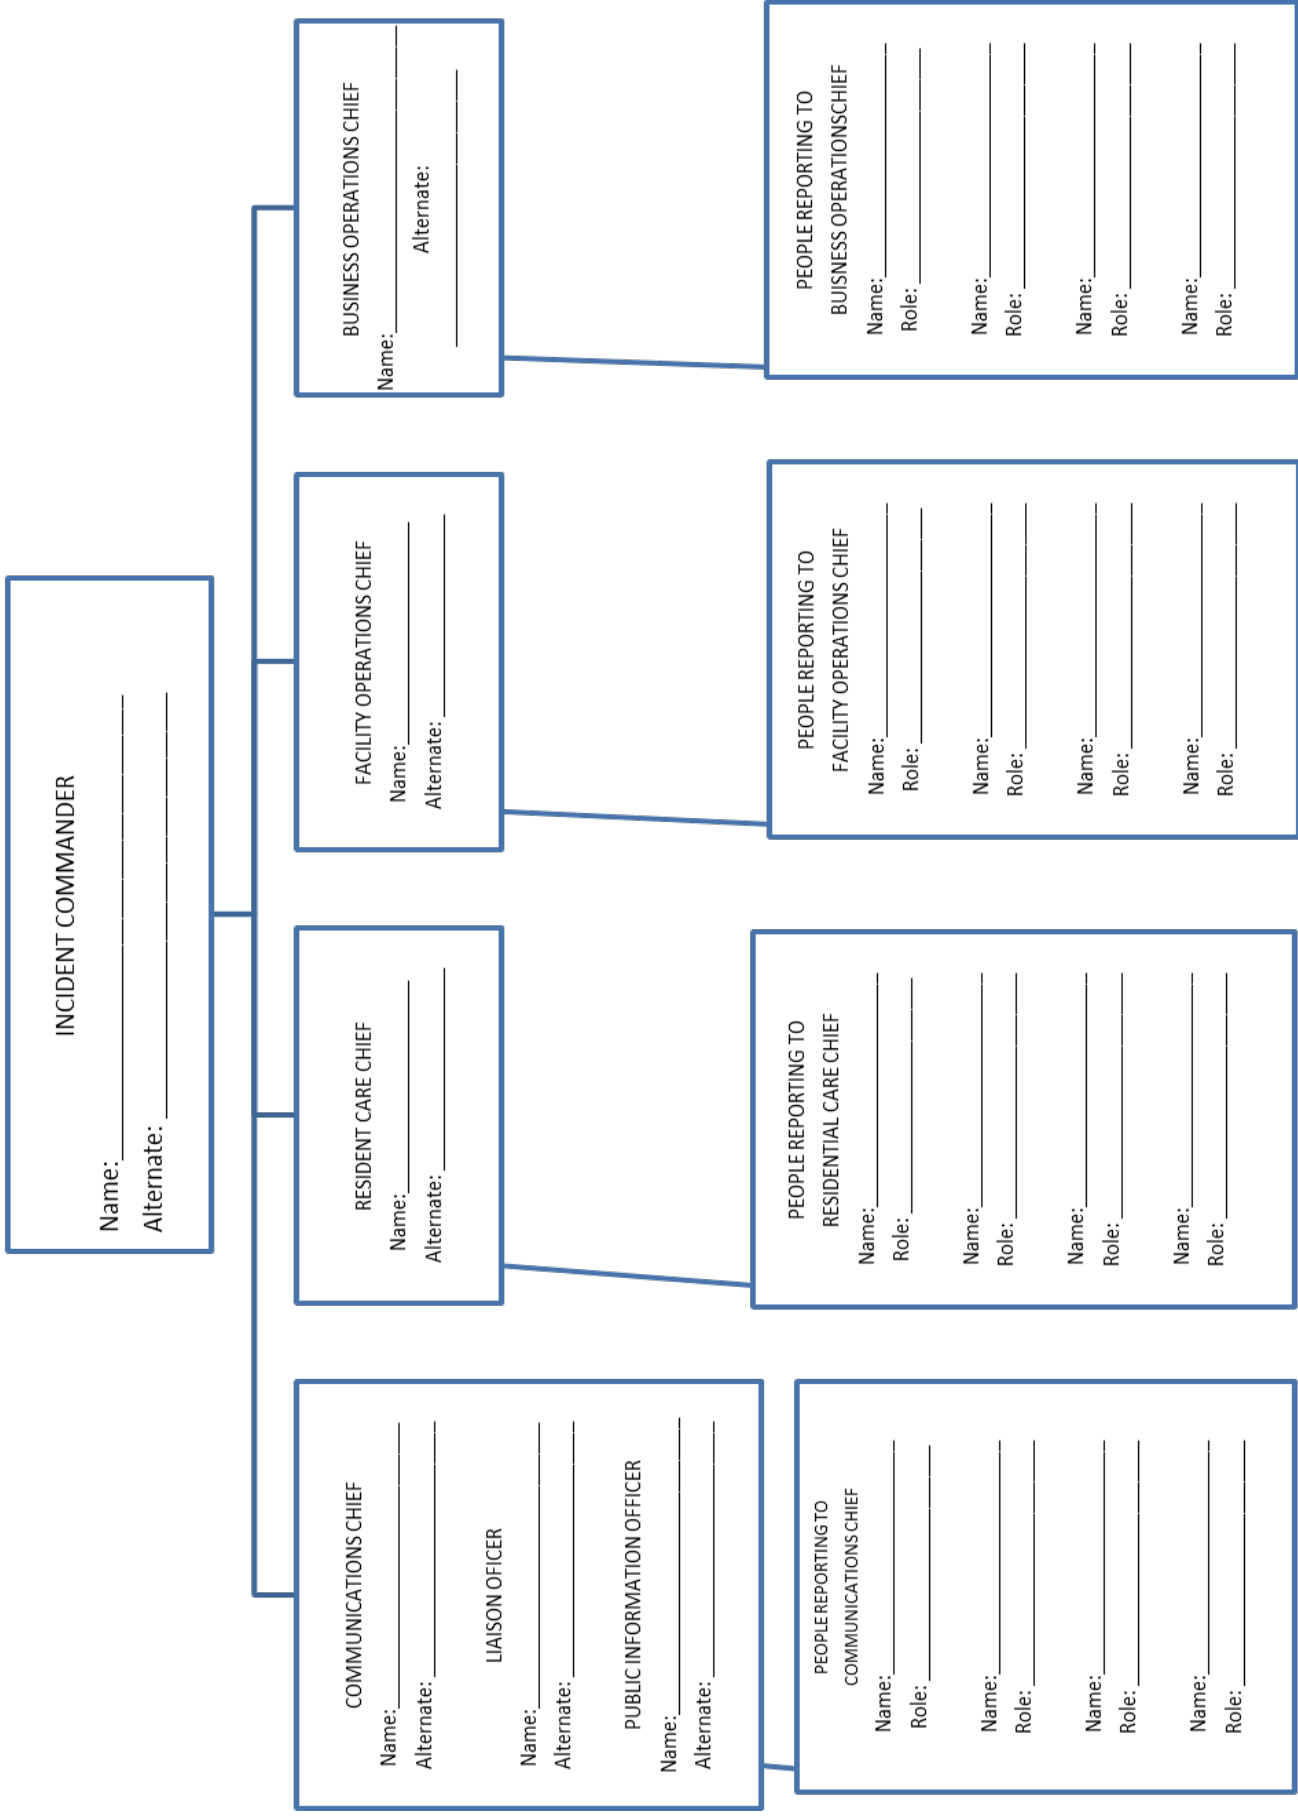 INCIDENT COMMANDER
Name:
Alternate:
COMMUNICATIONS CHIEF
Name:
Alternate:
LIAISON OFICER
Name:
Alternate:
PUBLIC INFORMATION OFFICER
Name:
Alternate:
RESIDENT CARE CHIEF
Name:
Alternate:
FACILITY OPERATIONS CHIEF
Name:
Alternate:
BUSINESS OPERATIONS CHIEF
Name:
Alternate:
PEOPLE REPORTING TO
COMMUNICATIONS CHIEF
Name:
Role:
Name:
Role:
Name:
Role:
Name:
Role:
PEOPLE REPORTING TO
RESIDENTIAL CARE CHIEF
Name:
Role:
Name:
Role:
Name:
Role:
Name:
Role:
PEOPLE REPORTING TO
FACILITY OPERATIONS CHIEF
Name:
Role:
Name:
Role:
Name:
Role:
Name:
Role:
PEOPLE REPORTING TO
BUISNESS OPERATIONSCHIEF
Name:
Role:
Name:
Role:
Name:
Role:
Name:
Role: